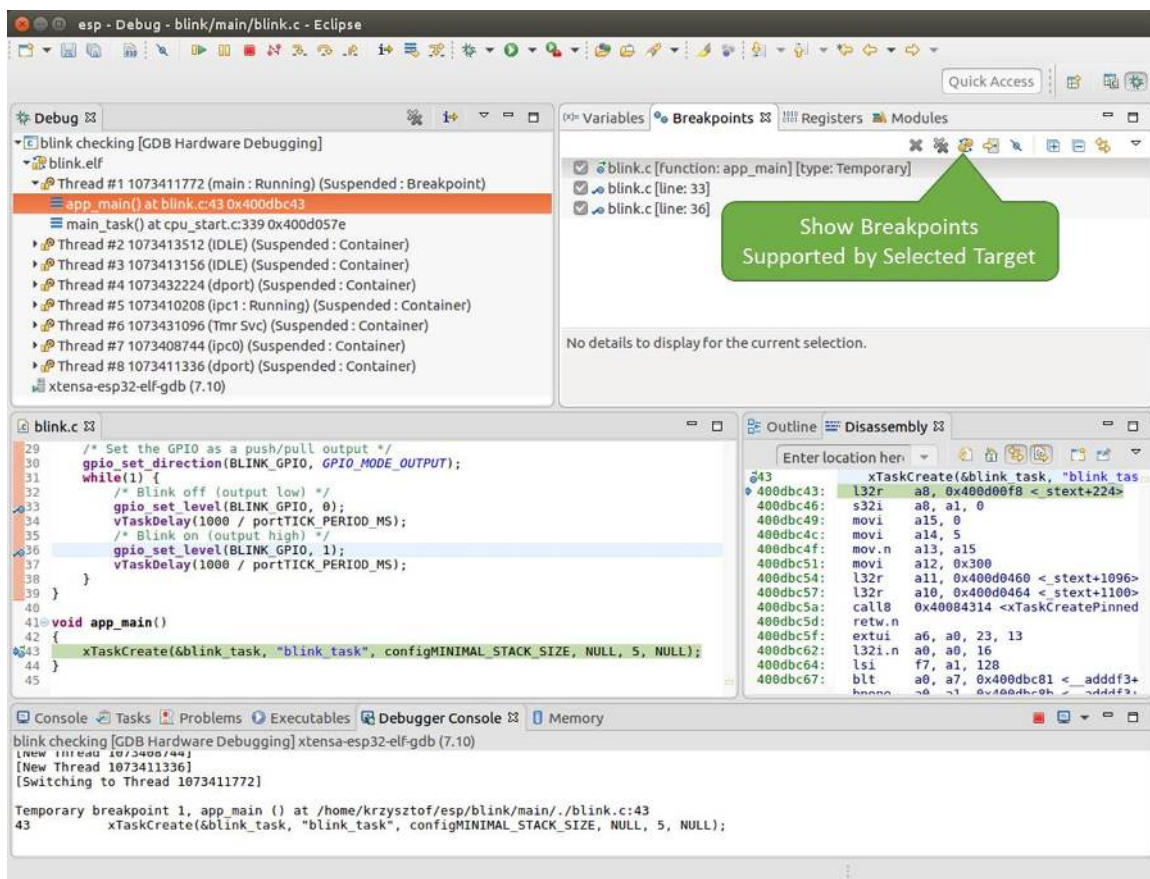 esp - Debug - blink/main/blink.c - Eclipse
Quick Access
Debug
blink checking [GDB Hardware Debugging]
blink.elf
Thread #1 1073411772 (main : Running) (Suspended : Breakpoint)
app_main() at blink.c:43 0x400dbc43
main_task() at cpu_start.c:339 0x400d057e
Thread #2 1073413512 (IDLE) (Suspended : Container)
Thread #3 1073413156 (IDLE) (Suspended : Container)
Thread #4 1073432224 (dport) (Suspended : Container)
Thread #5 1073410208 (ipc1 : Running) (Suspended : Container)
Thread #6 1073431096 (Tmr Svc) (Suspended : Container)
Thread #7 1073408744 (ipc0) (Suspended : Container)
Thread #8 1073411336 (dport) (Suspended : Container)
xtensa-esp32-elf-gdb (7.10)
(x)= Variables Breakpoints Registers Modules
blink.c [function: app_main] [type: Temporary]
blink.c [line: 33]
blink.c [line: 36]
Show Breakpoints
Supported by Selected Target
No details to display for the current selection.
blink.c
29 /* Set the GPIO as a push/pull output */
30 gpio_set_direction(BLINK_GPIO, GPIO_MODE_OUTPUT);
31 while(1) {
32 /* Blink off (output low) */
33 gpio_set_level(BLINK_GPIO, 0);
34 vTaskDelay(1000 / portTICK_PERIOD_MS);
35 /* Blink on (output high) */
36 gpio_set_level(BLINK_GPIO, 1);
37 vTaskDelay(1000 / portTICK_PERIOD_MS);
38 }
39 }
40
41 void app_main()
42 {
43 xTaskCreate(&blink_task, "blink_task", configMINIMAL_STACK_SIZE, NULL, 5, NULL);
44 }
45
Outline Disassembly
Enter location her
43 xTaskCreate(&blink_task, "blink_tas
400dbc43: l32r a8, 0x400d00f8 <_stext+224>
400dbc46: s32i a8, a1, 0
400dbc49: movi a15, 0
400dbc4c: movi a14, 5
400dbc4f: mov.n a13, a15
400dbc51: movi a12, 0x300
400dbc54: l32r a11, 0x400d0460 <_stext+1096>
400dbc57: l32r a10, 0x400d0464 <_stext+1100>
400dbc5a: call8 0x40084314 <xTaskCreatePinned
400dbc5d: retw.n
400dbc5f: extui a6, a0, 23, 13
400dbc62: l32i.n a0, a0, 16
400dbc64: lsi f7, a1, 128
400dbc67: blt a0, a7, 0x400dbc81 <__adddf3+
Console Tasks Problems Executables Debugger Console Memory
blink checking [GDB Hardware Debugging] xtensa-esp32-elf-gdb (7.10)
[New Thread 1073408744]
[New Thread 1073411336]
[Switching to Thread 1073411772]
Temporary breakpoint 1, app_main () at /home/krzysztof/esp/blink/main/./blink.c:43
43 xTaskCreate(&blink_task, "blink_task", configMINIMAL_STACK_SIZE, NULL, 5, NULL);